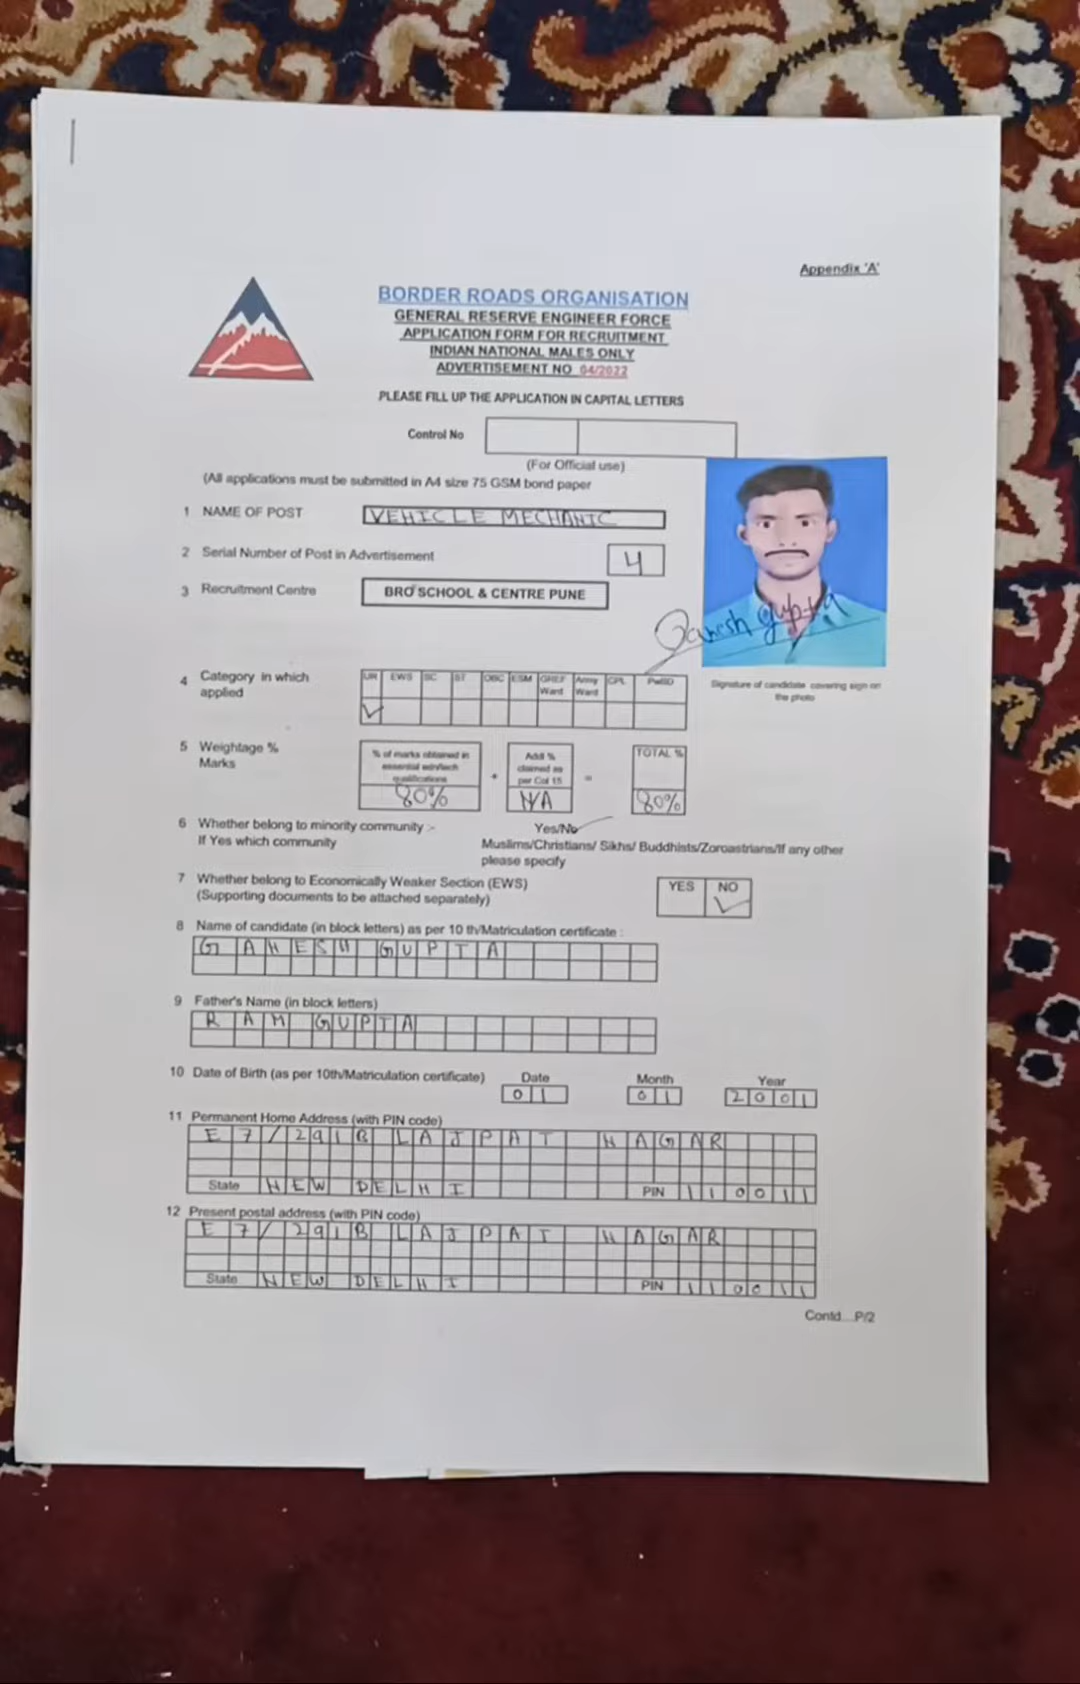 Appendix 'A'
BORDER ROADS ORGANISATION
GENERAL RESERVE ENGINEER FORCE
APPLICATION FORM FOR RECRUITMENT
INDIAN NATIONAL MALES ONLY
ADVERTISEMENT NO 04/2022
PLEASE FILL UP THE APPLICATION IN CAPITAL LETTERS
Control No
(For Official use)
(All applications must be submitted in A4 size 75 GSM bond paper
1 NAME OF POST VEHICLE MECHANIC
2 Serial Number of Post in Advertisement 4
3 Recruitment Centre BRO SCHOOL & CENTRE PUNE
Ganesh gupta
Signature of candidate covering sign on
the photo
4 Category in which
applied
UR EWS SC ST OBC ESM GREF Ward Army Ward CPL PwBD
5 Weightage %
Marks
% of marks obtained in
essential edn/tech
qualifications
80%
+
Addl %
claimed as
per Col 15
N/A
=
TOTAL %
80%
6 Whether belong to minority community :- Yes/No
If Yes which community Muslims/Christians/ Sikhs/ Buddhists/Zoroastrians/If any other
please specify
7 Whether belong to Economically Weaker Section (EWS) YES NO
(Supporting documents to be attached separately)
8 Name of candidate (in block letters) as per 10 th/Matriculation certificate :
GANESH GUPTA
9 Father's Name (in block letters)
RAM GUPTA
10 Date of Birth (as per 10th/Matriculation certificate) Date Month Year
01 01 2001
11 Permanent Home Address (with PIN code)
E7/291B LAJPAT NAGAR
State NEW DELHI PIN 110011
12 Present postal address (with PIN code)
E7/291B LAJPAT NAGAR
State NEW DELHI PIN 110011
Contd...P/2